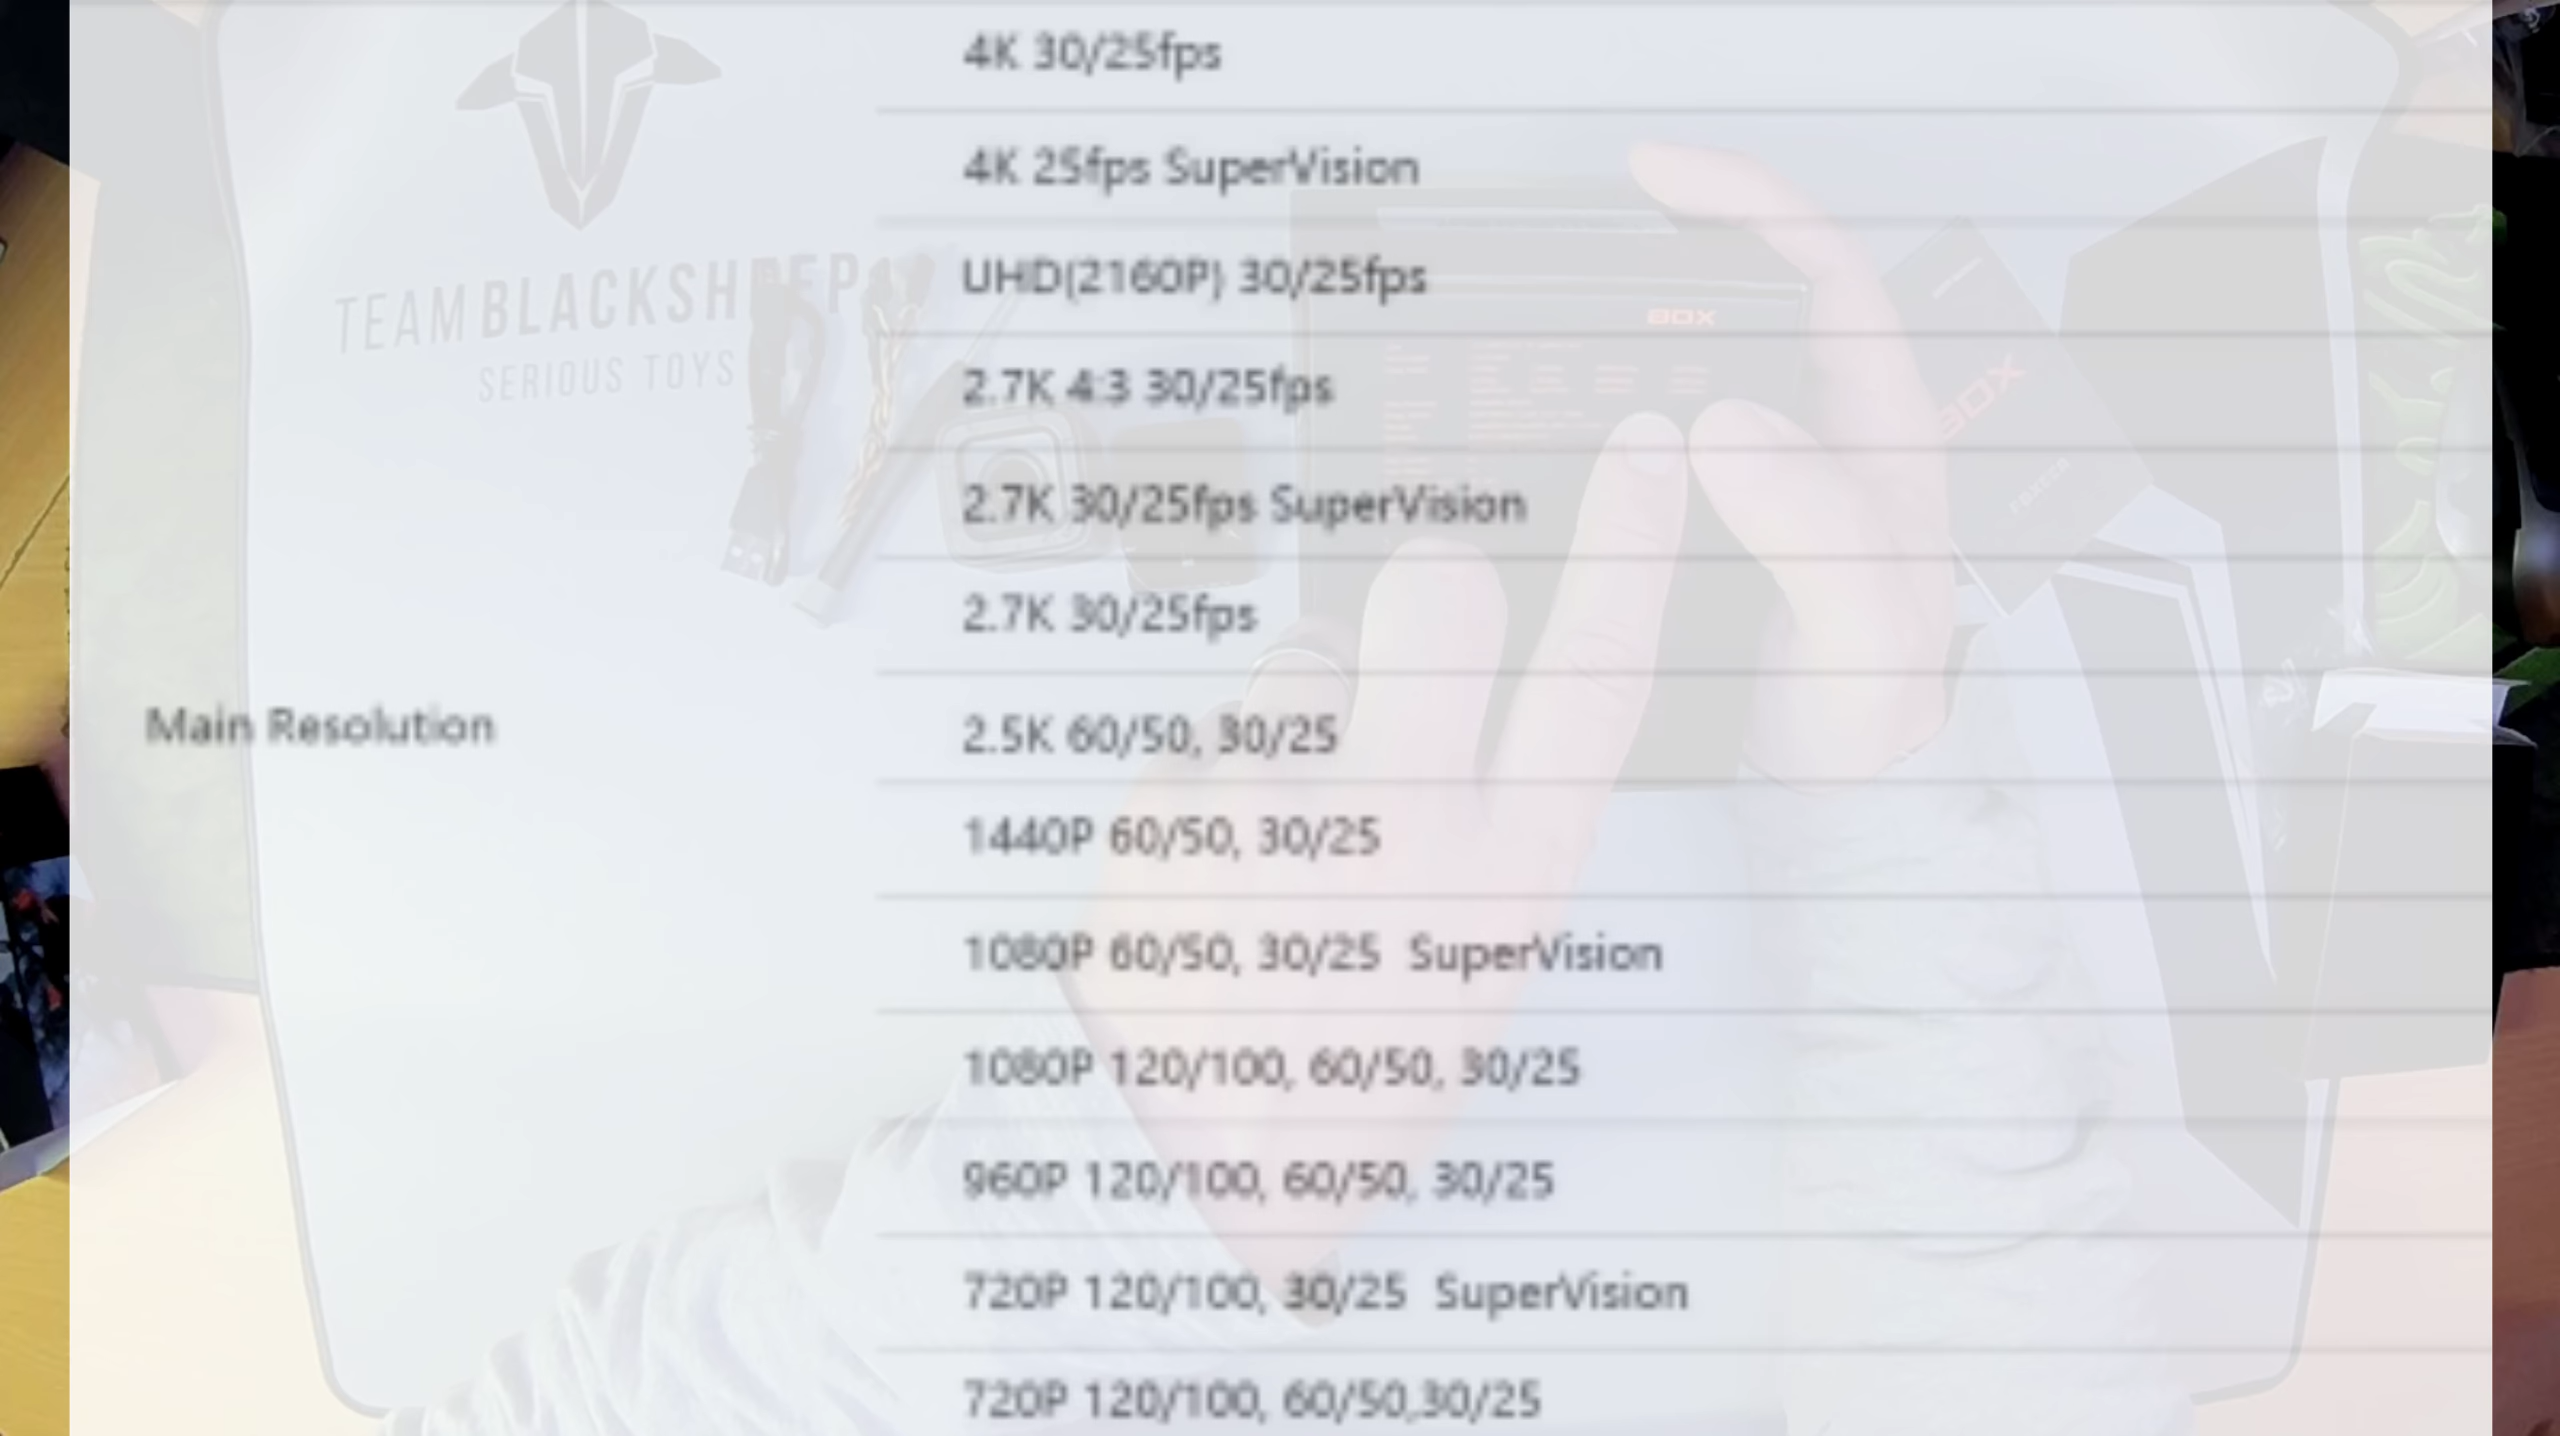 4K 30/25fps
4K 25fps SuperVision
UHD(2160P) 30/25fps
2.7K 4:3 30/25fps
2.7K 30/25fps SuperVision
2.7K 30/25fps
Main Resolution
2.5K 60/50, 30/25
1440P 60/50, 30/25
1080P 60/50, 30/25 SuperVision
1080P 120/100, 60/50, 30/25
960P 120/100, 60/50, 30/25
720P 120/100, 30/25 SuperVision
720P 120/100, 60/50,30/25
TEAMBLACKSHEEP
SERIOUS TOYS
BOX
BOX